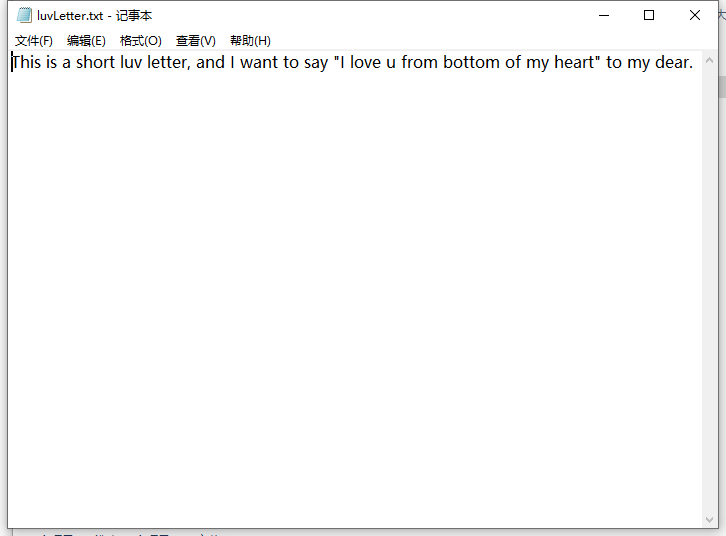 luvLetter.txt - 记事本
文件(F) 编辑(E) 格式(O) 查看(V) 帮助(H)
This is a short luv letter, and I want to say "I love u from bottom of my heart" to my dear.